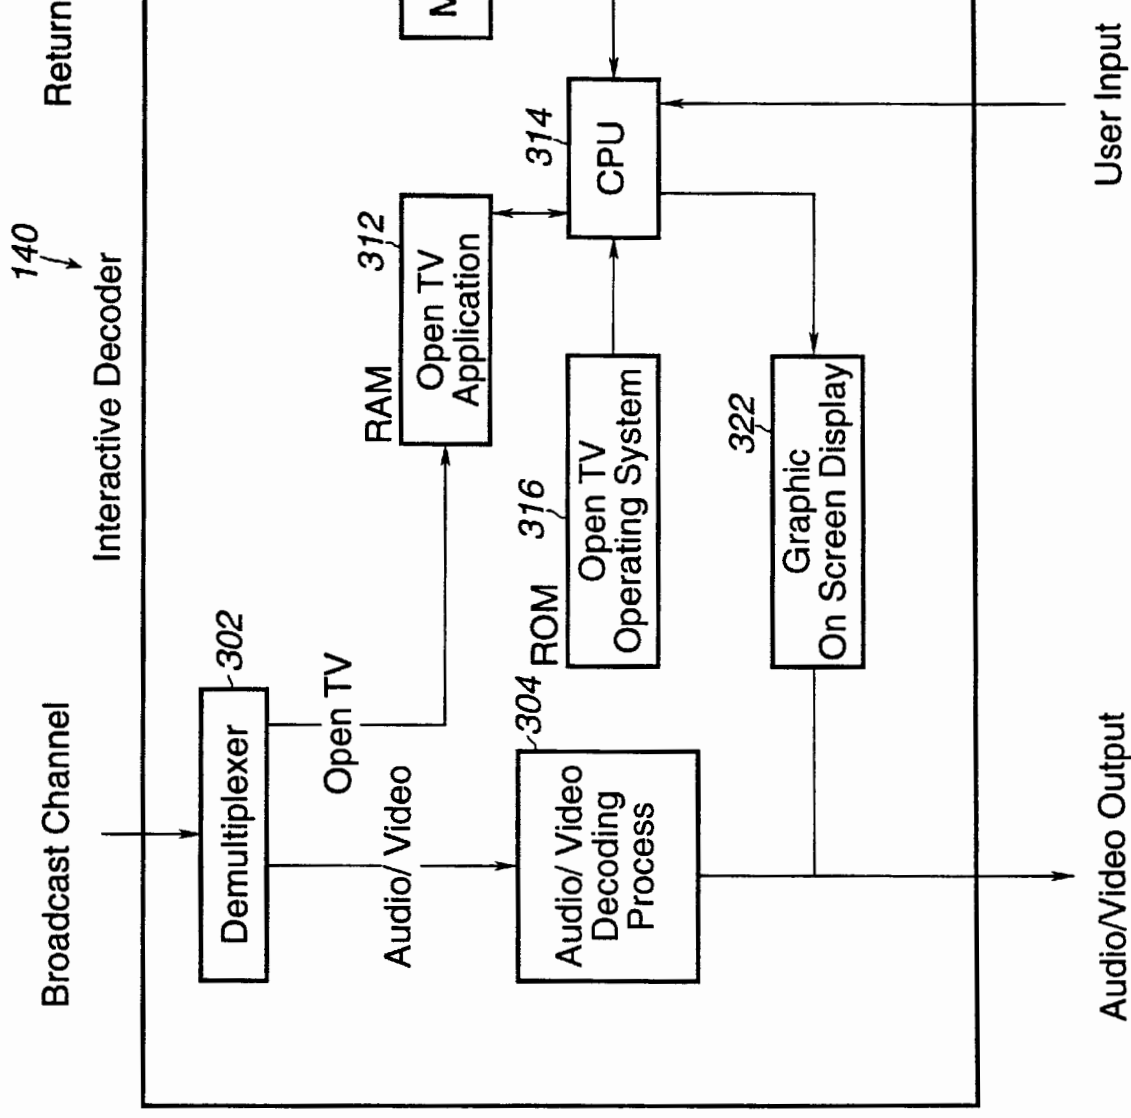 140
Interactive Decoder
Broadcast Channel
Return
302
Demultiplexer
Open TV
Audio/ Video
RAM
312
Open TV
Application
M
314
CPU
ROM
316
Open TV
Operating System
304
Audio/ Video
Decoding
Process
322
Graphic
On Screen Display
Audio/Video Output
User Input